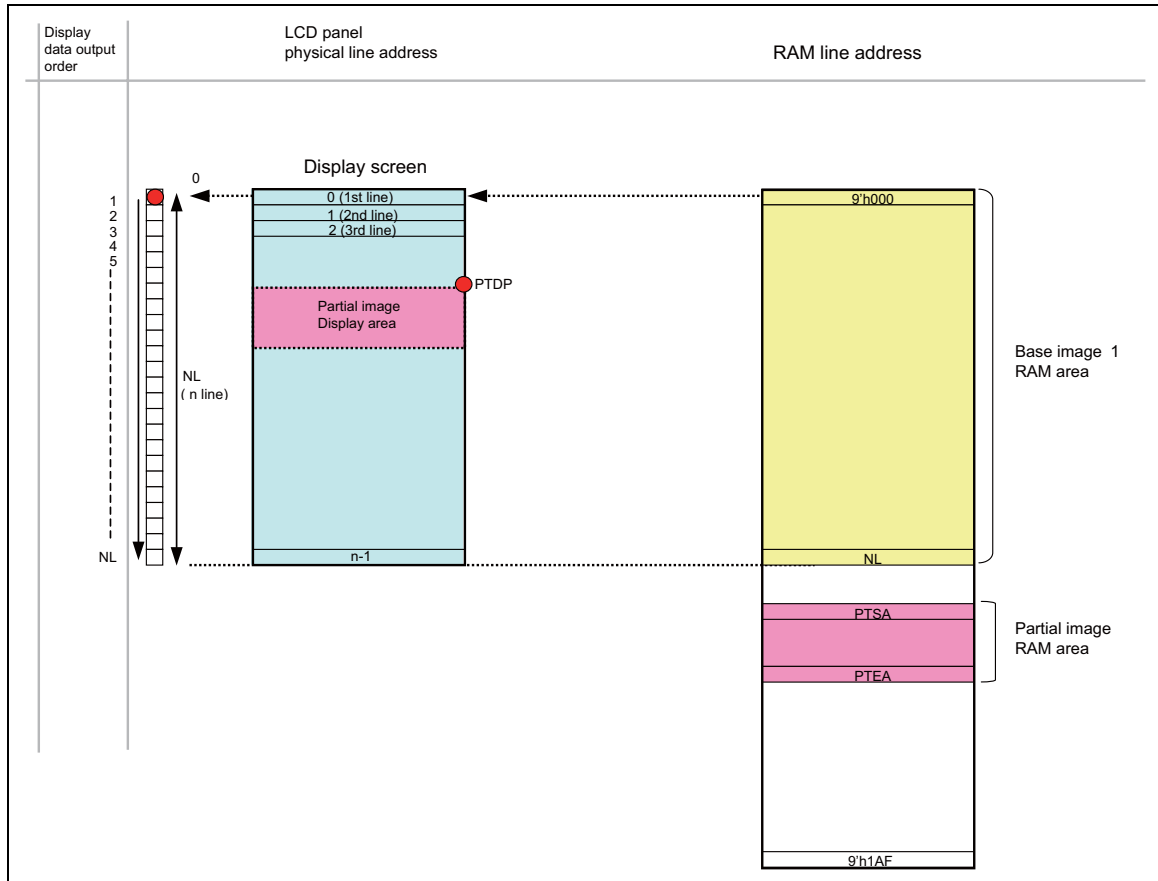 Display
data output
order
LCD panel
physical line address
RAM line address
Display screen
0
1
2
3
4
5
NL
NL
( n line)
0 (1st line)
1 (2nd line)
2 (3rd line)
PTDP
Partial image
Display area
n-1
9'h000
Base image 1
RAM area
NL
PTSA
Partial image
RAM area
PTEA
9'h1AF